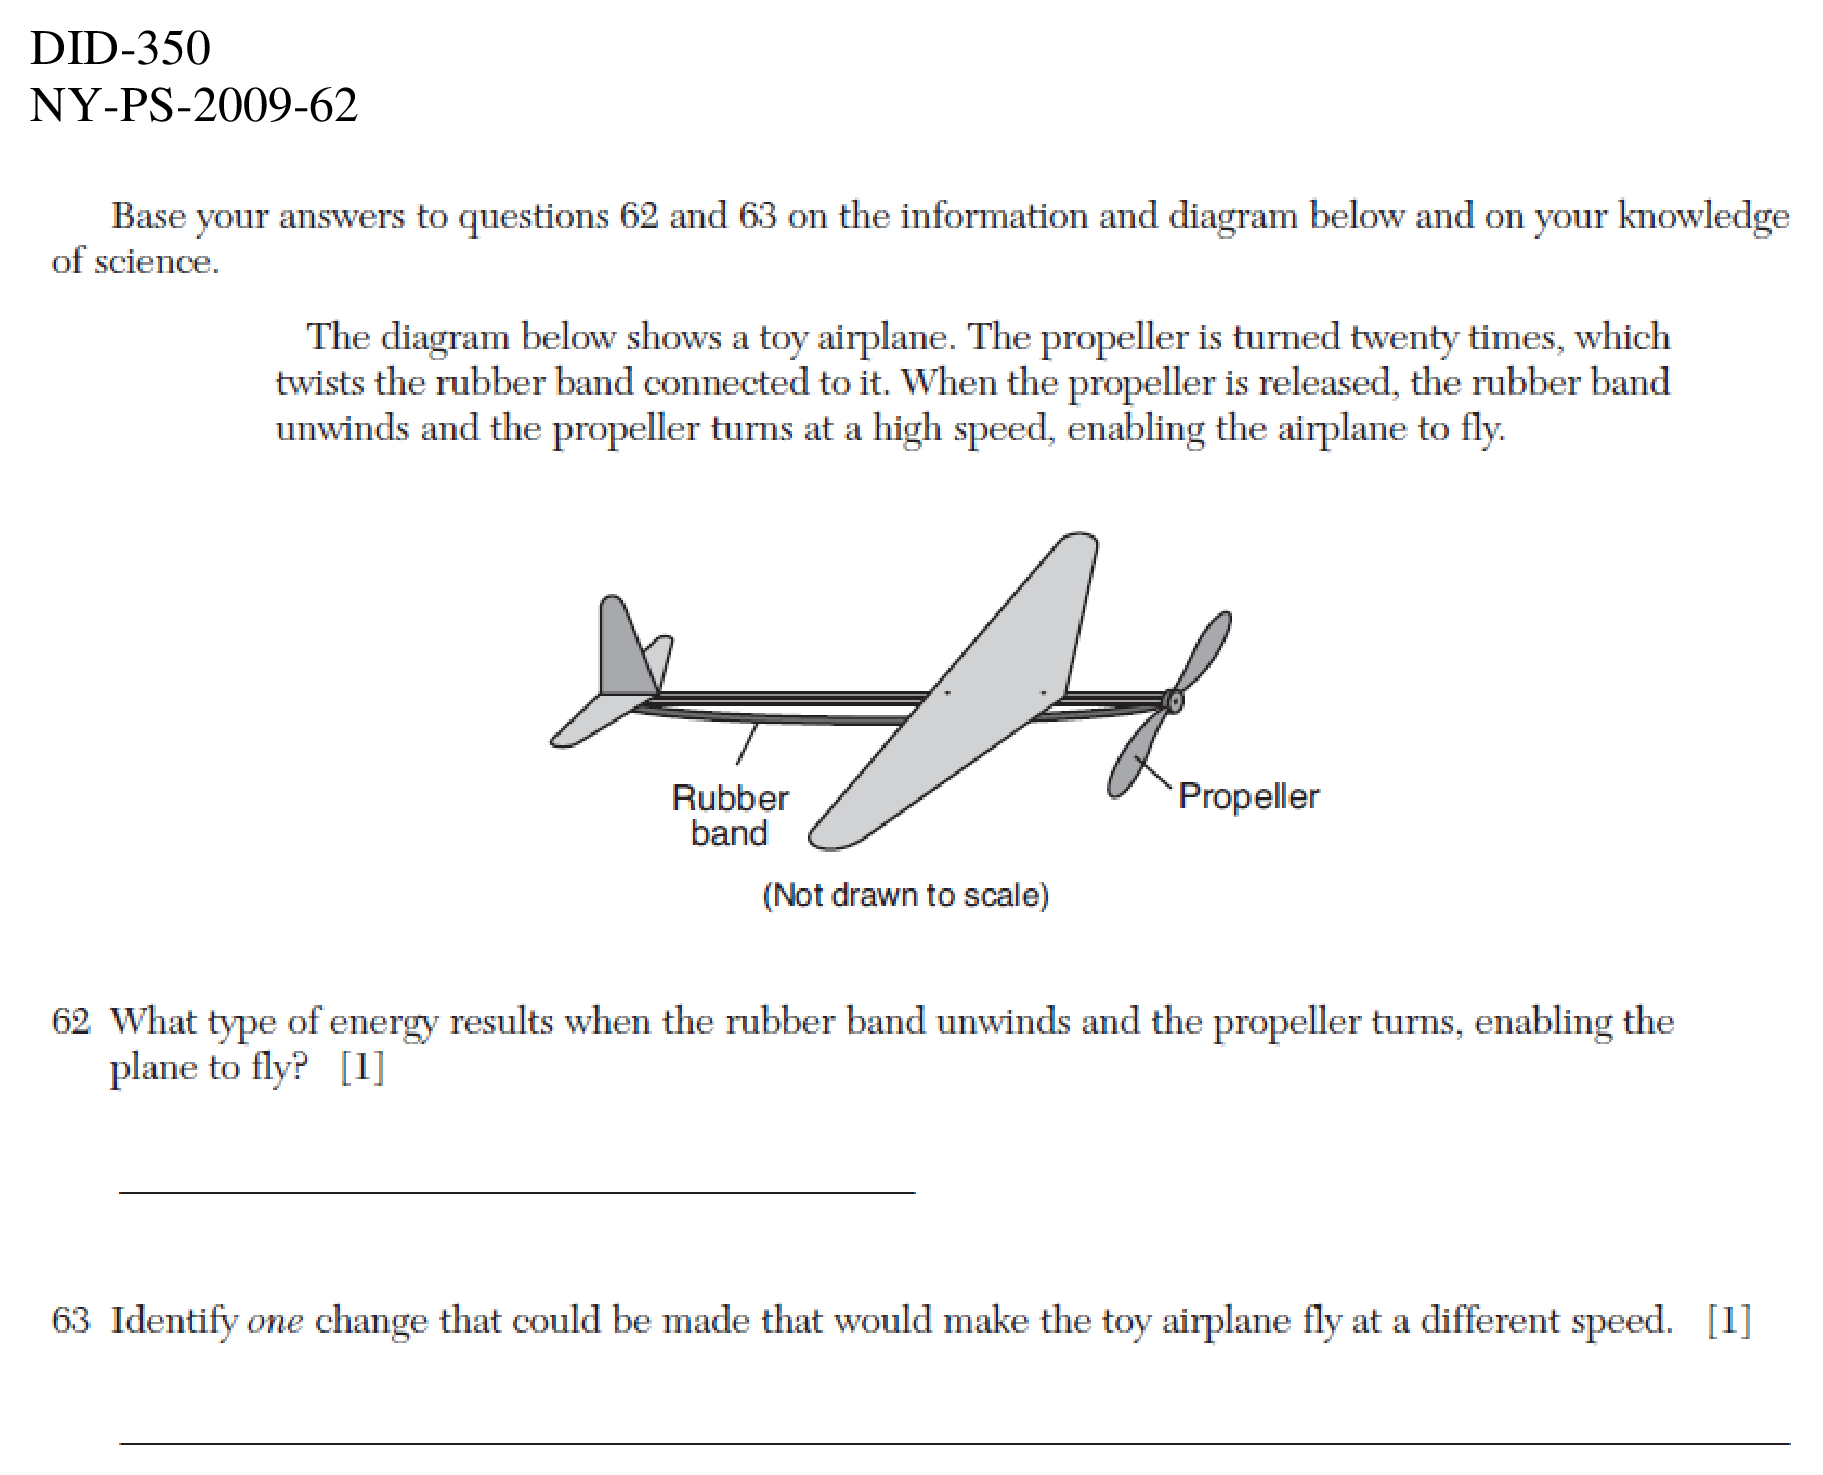 DID-350
NY-PS-2009-62
Base your answers to questions 62 and 63 on the information and diagram below and on your knowledge
of science.
The diagram below shows a toy airplane. The propeller is turned twenty times, which
twists the rubber band connected to it. When the propeller is released, the rubber band
unwinds and the propeller turns at a high speed, enabling the airplane to fly.
Rubber
band
Propeller
(Not drawn to scale)
62 What type of energy results when the rubber band unwinds and the propeller turns, enabling the
plane to fly? [1]
63 Identify one change that could be made that would make the toy airplane fly at a different speed. [1]